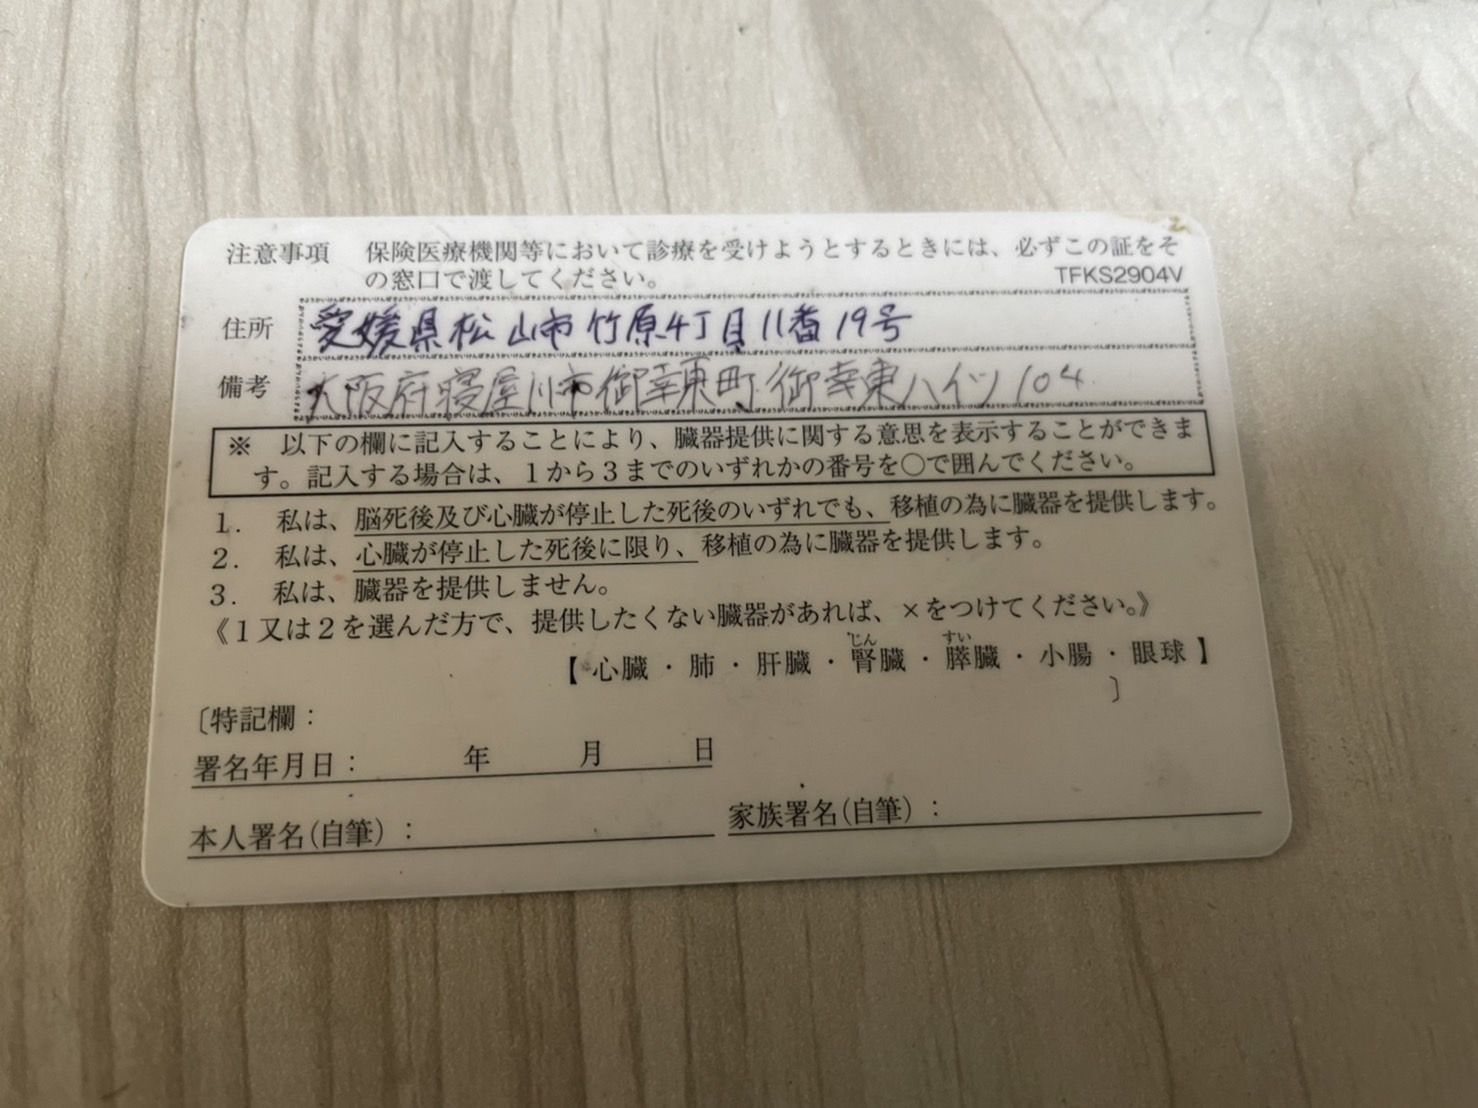 注意事項 保険医療機関等において診療を受けようとするときには、必ずこの証をそ
の窓口で渡してください。 TFKS2904V
住所 愛媛県松山市竹原4丁目11番19号
備考 大阪府寝屋川市御幸東町御幸東ハイツ104
※ 以下の欄に記入することにより、臓器提供に関する意思を表示することができま
す。記入する場合は、1から3までのいずれかの番号を○で囲んでください。
1. 私は、脳死後及び心臓が停止した死後のいずれでも、移植の為に臓器を提供します。
2. 私は、心臓が停止した死後に限り、移植の為に臓器を提供します。
3. 私は、臓器を提供しません。
《1又は2を選んだ方で、提供したくない臓器があれば、×をつけてください。》
じん すい
【心臓・肺・肝臓・腎臓・膵臓・小腸・眼球】
〔特記欄: 〕
署名年月日: 年 月 日
本人署名(自筆): 家族署名(自筆):